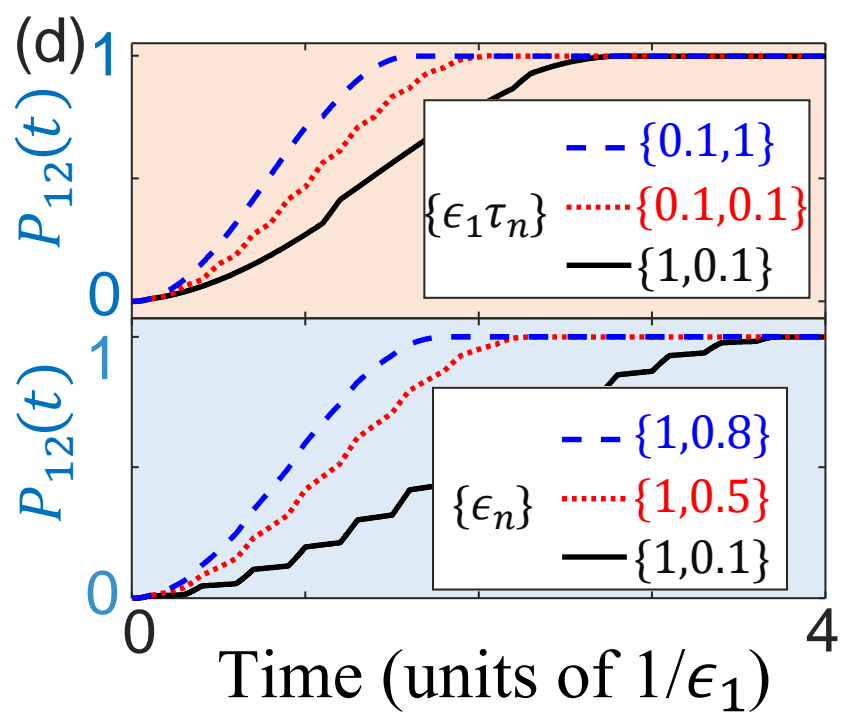 (d)
1
P₁₂(t)
0
{ϵ₁τₙ}
{0.1,1}
{0.1,0.1}
{1,0.1}
1
P₁₂(t)
0
{ϵₙ}
{1,0.8}
{1,0.5}
{1,0.1}
0 4
Time (units of 1/ϵ₁)